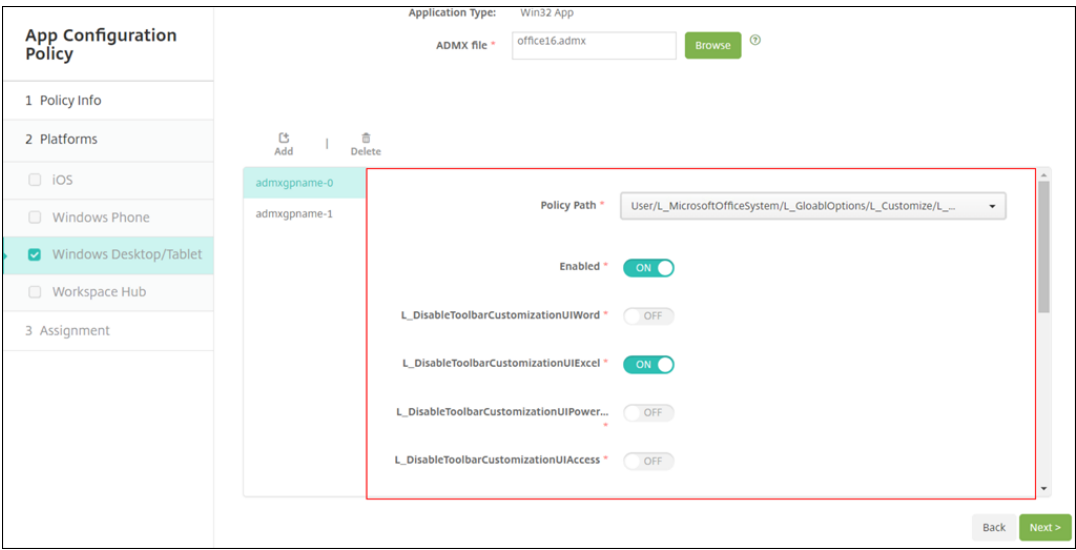 App Configuration
Policy
1 Policy Info
2 Platforms
iOS
Windows Phone
Windows Desktop/Tablet
Workspace Hub
3 Assignment
Application Type: Win32 App
ADMX file * office16.admx Browse
Add | Delete
admxgpname-0
admxgpname-1
Policy Path * User/L_MicrosoftOfficeSystem/L_GloablOptions/L_Customize/L_...
Enabled * ON
L_DisableToolbarCustomizationUIWord * OFF
L_DisableToolbarCustomizationUIExcel * ON
L_DisableToolbarCustomizationUIPower... OFF
*
L_DisableToolbarCustomizationUIAccess * OFF
Back Next >